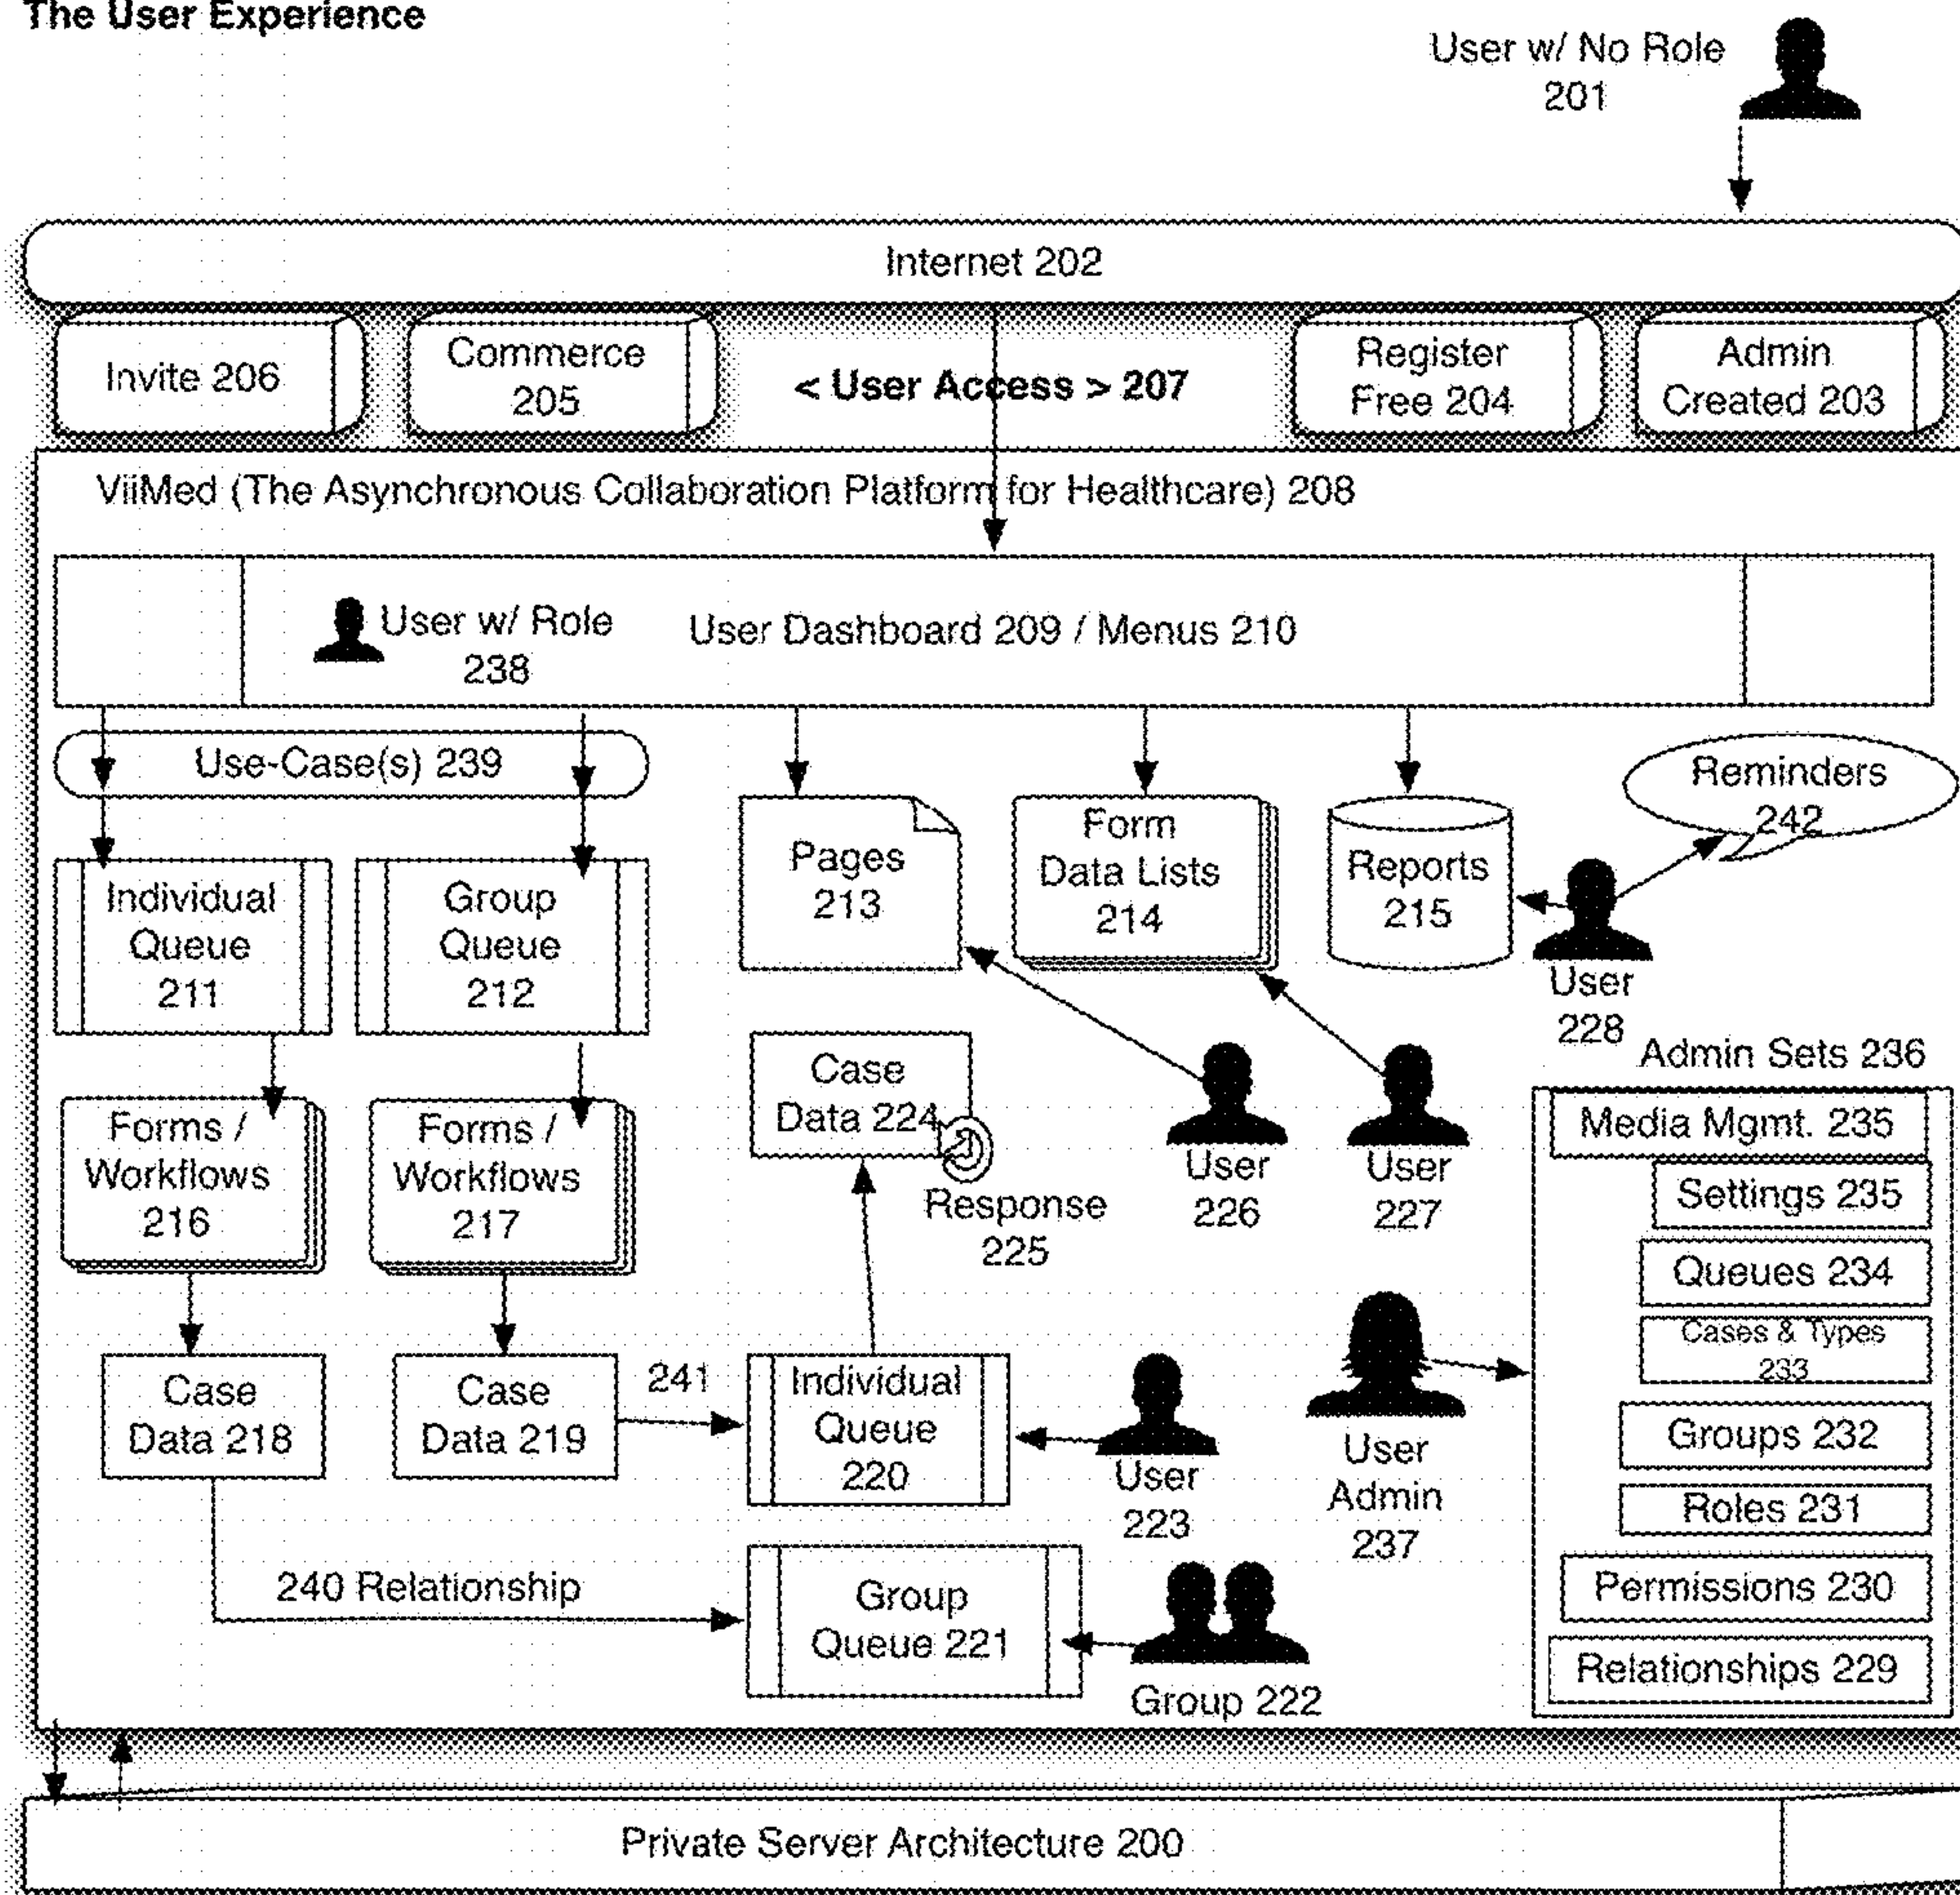 The User Experience
User w/ No Role
201
Internet 202
Invite 206
Commerce
205
< User Access > 207
Register
Free 204
Admin
Created 203
ViiMed (The Asynchronous Collaboration Platform for Healthcare) 208
User w/ Role
238
User Dashboard 209 / Menus 210
Use-Case(s) 239
Reminders
242
Individual
Queue
211
Group
Queue
212
Pages
213
Form
Data Lists
214
Reports
215
User
228
Forms /
Workflows
216
Forms /
Workflows
217
Case
Data 224
Response
225
User
226
User
227
Admin Sets 236
Media Mgmt. 235
Settings 235
Queues 234
Cases & Types
233
Groups 232
Roles 231
Permissions 230
Relationships 229
Case
Data 218
Case
Data 219
241
Individual
Queue
220
User
223
User
Admin
237
240 Relationship
Group
Queue 221
Group 222
Private Server Architecture 200